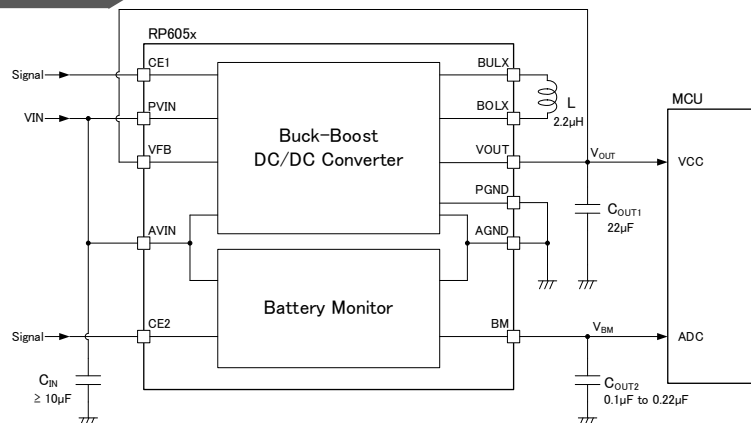 RP605x
Signal
CE1
BULX
L
2.2µH
VIN
PVIN
BOLX
MCU
Buck-Boost
DC/DC Converter
VFB
VOUT
VOUT
VCC
PGND
COUT1
22µF
AVIN
AGND
Battery Monitor
Signal
CE2
BM
VBM
ADC
CIN
≥ 10µF
COUT2
0.1µF to 0.22µF